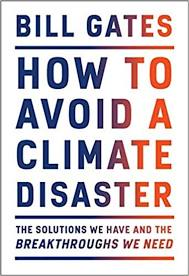 BILL GATES
HOW TO
AVOID A
CLIMATE
DISASTER
THE SOLUTIONS WE HAVE AND THE
BREAKTHROUGHS WE NEED